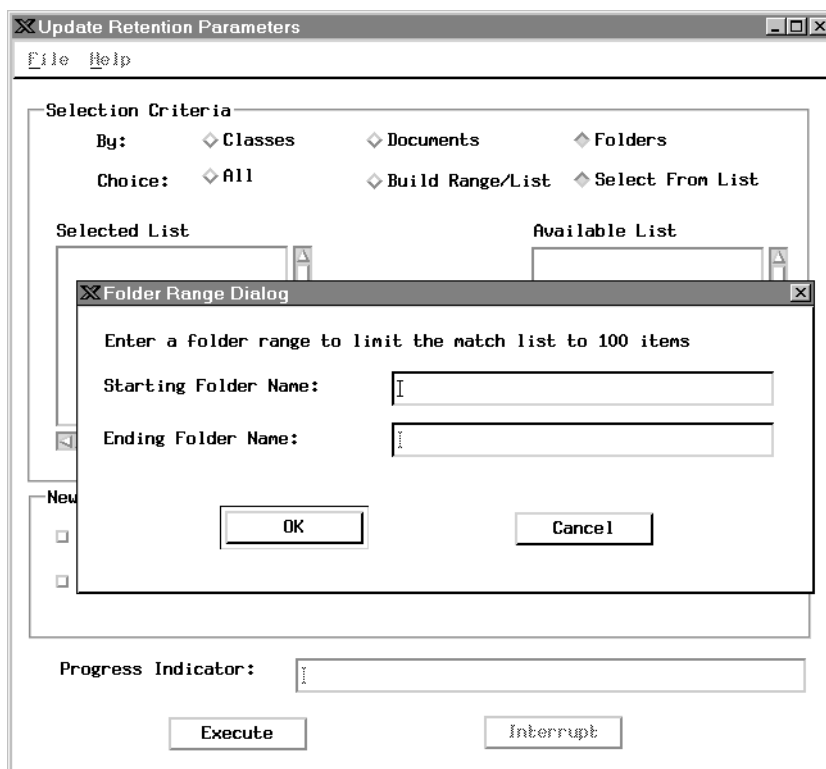 Update Retention Parameters
File Help
Selection Criteria
By: Classes Documents Folders
Choice: All Build Range/List Select From List
Selected List Available List
Folder Range Dialog
Enter a folder range to limit the match list to 100 items
Starting Folder Name:
Ending Folder Name:
OK Cancel
New
Progress Indicator:
Execute Interrupt